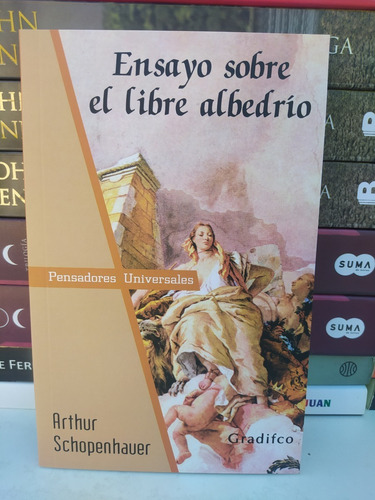 Ensayo sobre
el libre albedrío
Pensadores Universales
Arthur
Schopenhauer
Gradifco
SUMA
SUMA
JUAN